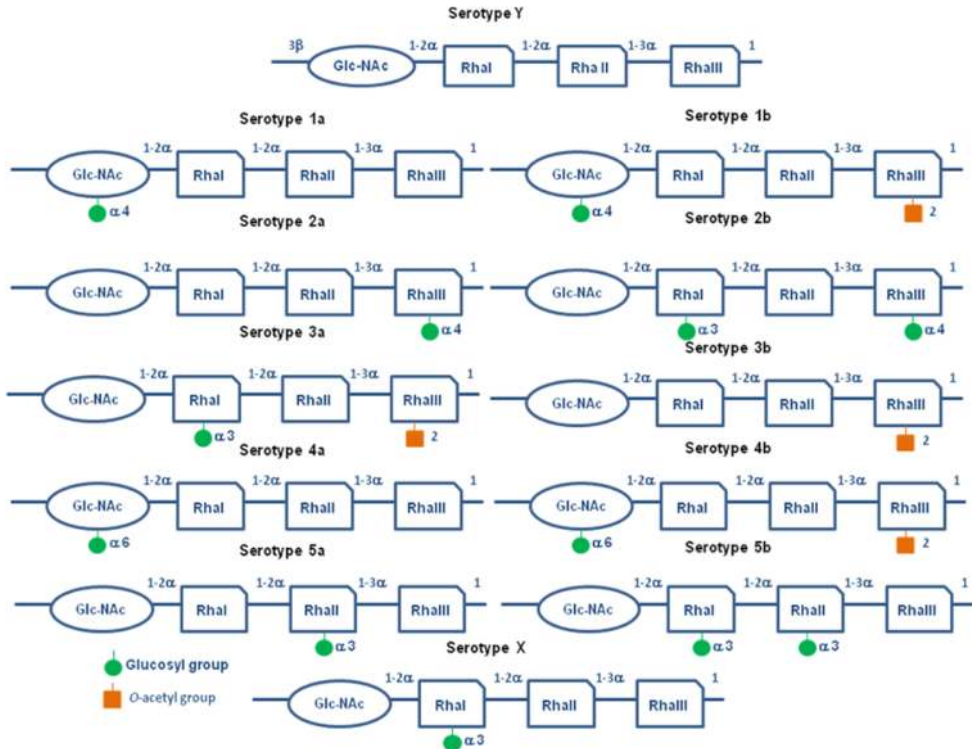 Serotype Y
3β 1-2α 1-2α 1-3α 1
Glc-NAc RhaI Rha II RhaIII
Serotype 1a Serotype 1b
1-2α 1-2α 1-3α 1 1-2α 1-2α 1-3α 1
Glc-NAc RhaI RhaII RhaIII Glc-NAc RhaI RhaII RhaIII
α4 α4 2
Serotype 2a Serotype 2b
1-2α 1-2α 1-3α 1 1-2α 1-2α 1-3α 1
Glc-NAc RhaI RhaII RhaIII Glc-NAc RhaI RhaII RhaIII
α4 α3 α4
Serotype 3a Serotype 3b
1-2α 1-2α 1-3α 1 1-2α 1-2α 1-3α 1
Glc-NAc RhaI RhaII RhaIII Glc-NAc RhaI RhaII RhaIII
α3 2 2
Serotype 4a Serotype 4b
1-2α 1-2α 1-3α 1 1-2α 1-2α 1-3α 1
Glc-NAc RhaI RhaII RhaIII Glc-NAc RhaI RhaII RhaIII
α6 α6 2
Serotype 5a Serotype 5b
1-2α 1-2α 1-3α 1 1-2α 1-2α 1-3α 1
Glc-NAc RhaI RhaII RhaIII Glc-NAc RhaI RhaII RhaIII
α3 α3 α3
Serotype X
Glucosyl group
O-acetyl group
1-2α 1-2α 1-3α 1
Glc-NAc RhaI RhaII RhaIII
α3